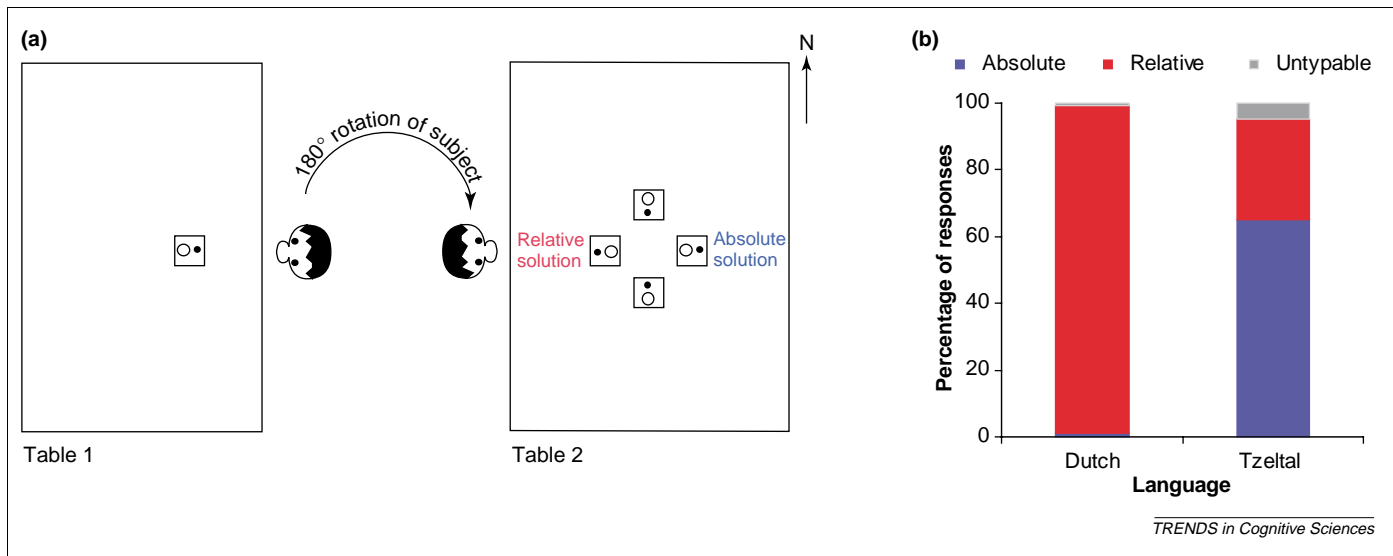 (a)
N
180° rotation of subject
Relative
solution
Absolute
solution
Table 1
Table 2
(b)
Absolute
Relative
Untypable
Percentage of responses
100
80
60
40
20
0
Dutch
Tzeltal
Language
TRENDS in Cognitive Sciences